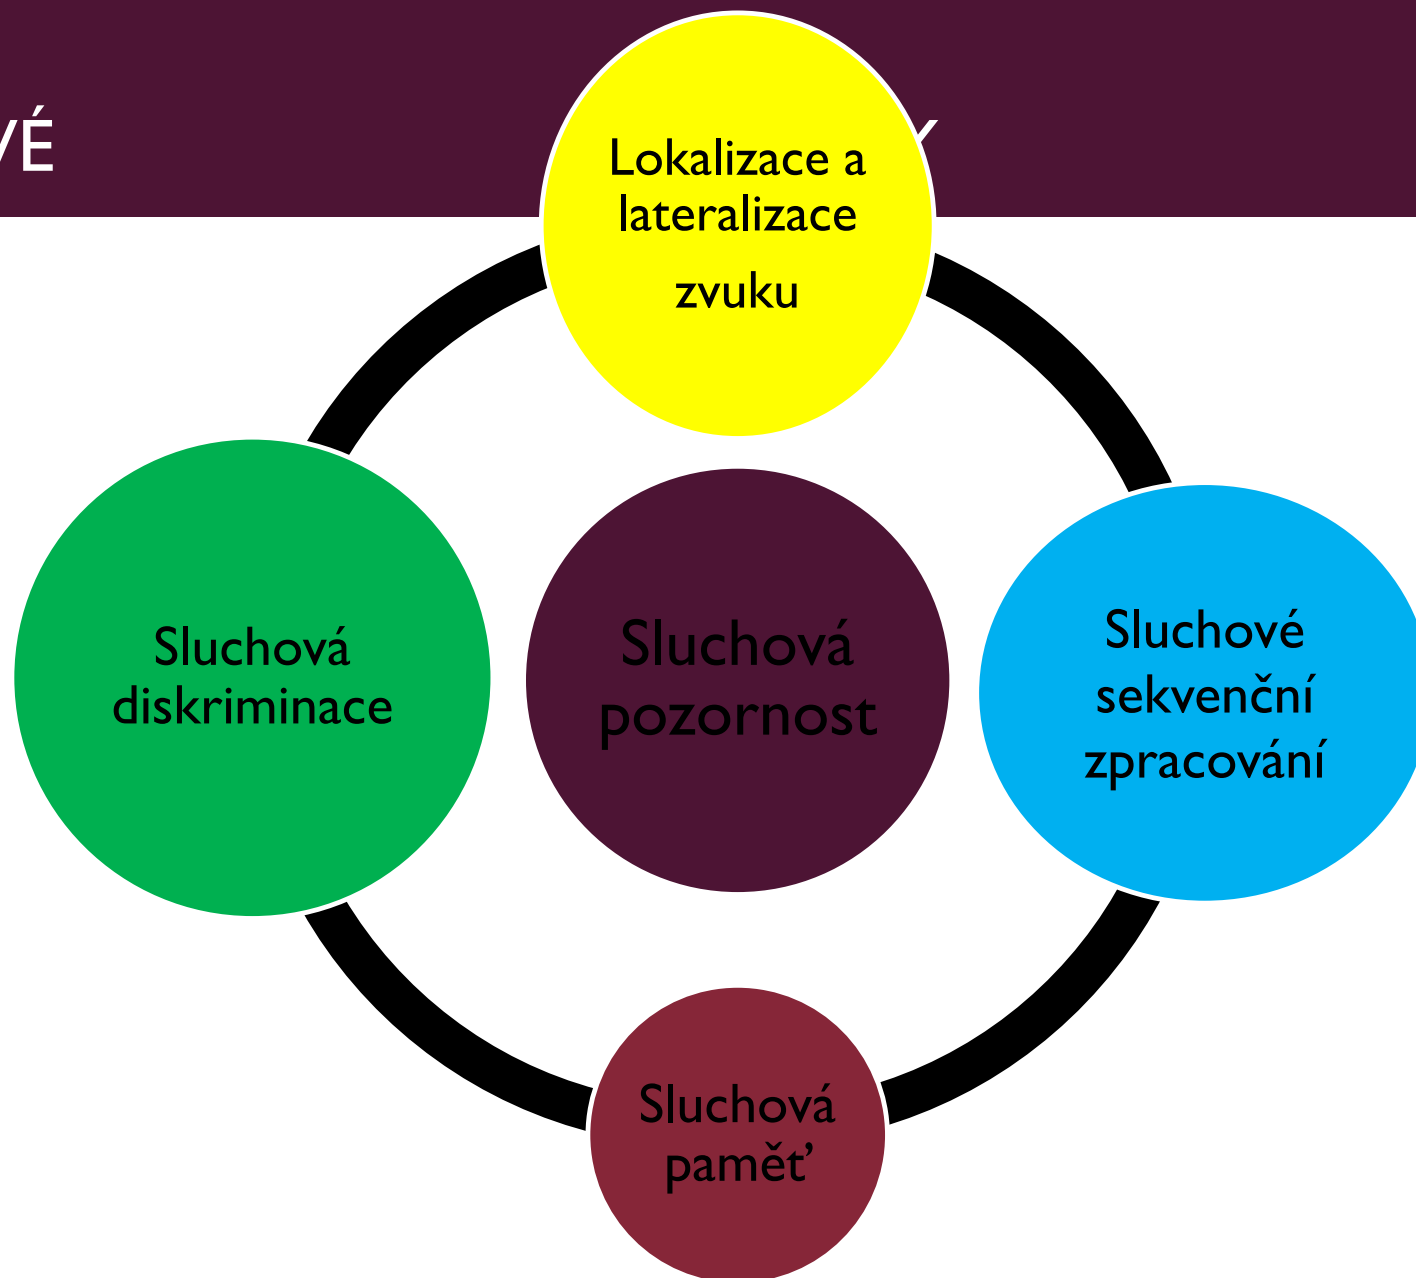 VÉ
Lokalizace a
lateralizace
zvuku
Sluchová
diskriminace
Sluchová
pozornost
Sluchové
sekvenční
zpracování
Sluchová
paměť